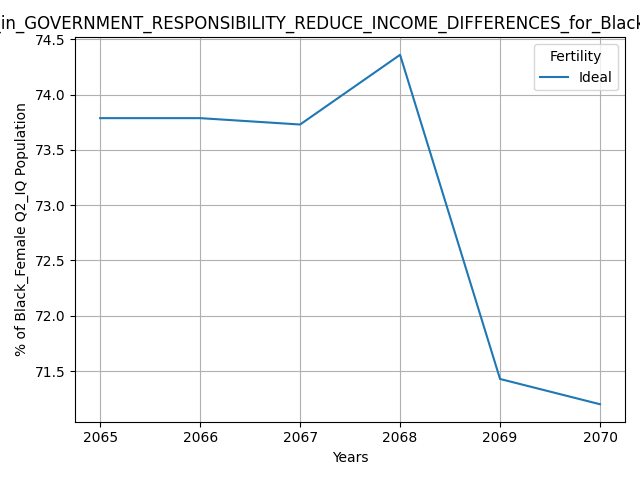 _in_GOVERNMENT_RESPONSIBILITY_REDUCE_INCOME_DIFFERENCES_for_Black
74.5
74.0
73.5
73.0
72.5
72.0
71.5
% of Black_Female Q2_IQ Population
Fertility
Ideal
2065 2066 2067 2068 2069 2070
Years